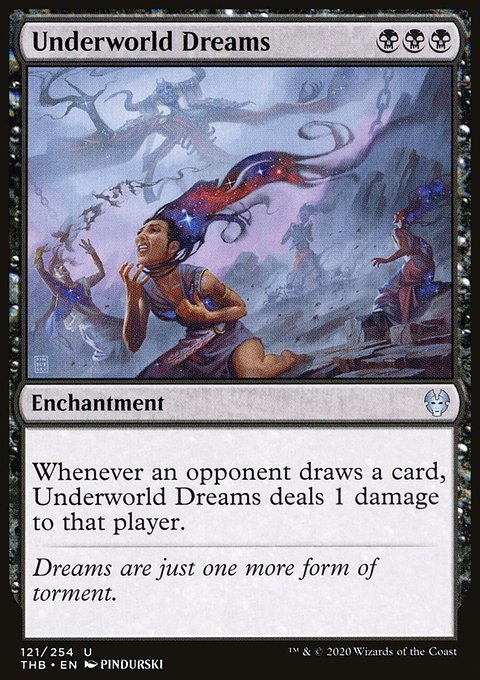 Underworld Dreams
Enchantment
Whenever an opponent draws a card,
Underworld Dreams deals 1 damage
to that player.
Dreams are just one more form of
torment.
121/254 U
THB • EN PINDURSKI
™ & © 2020 Wizards of the Coast